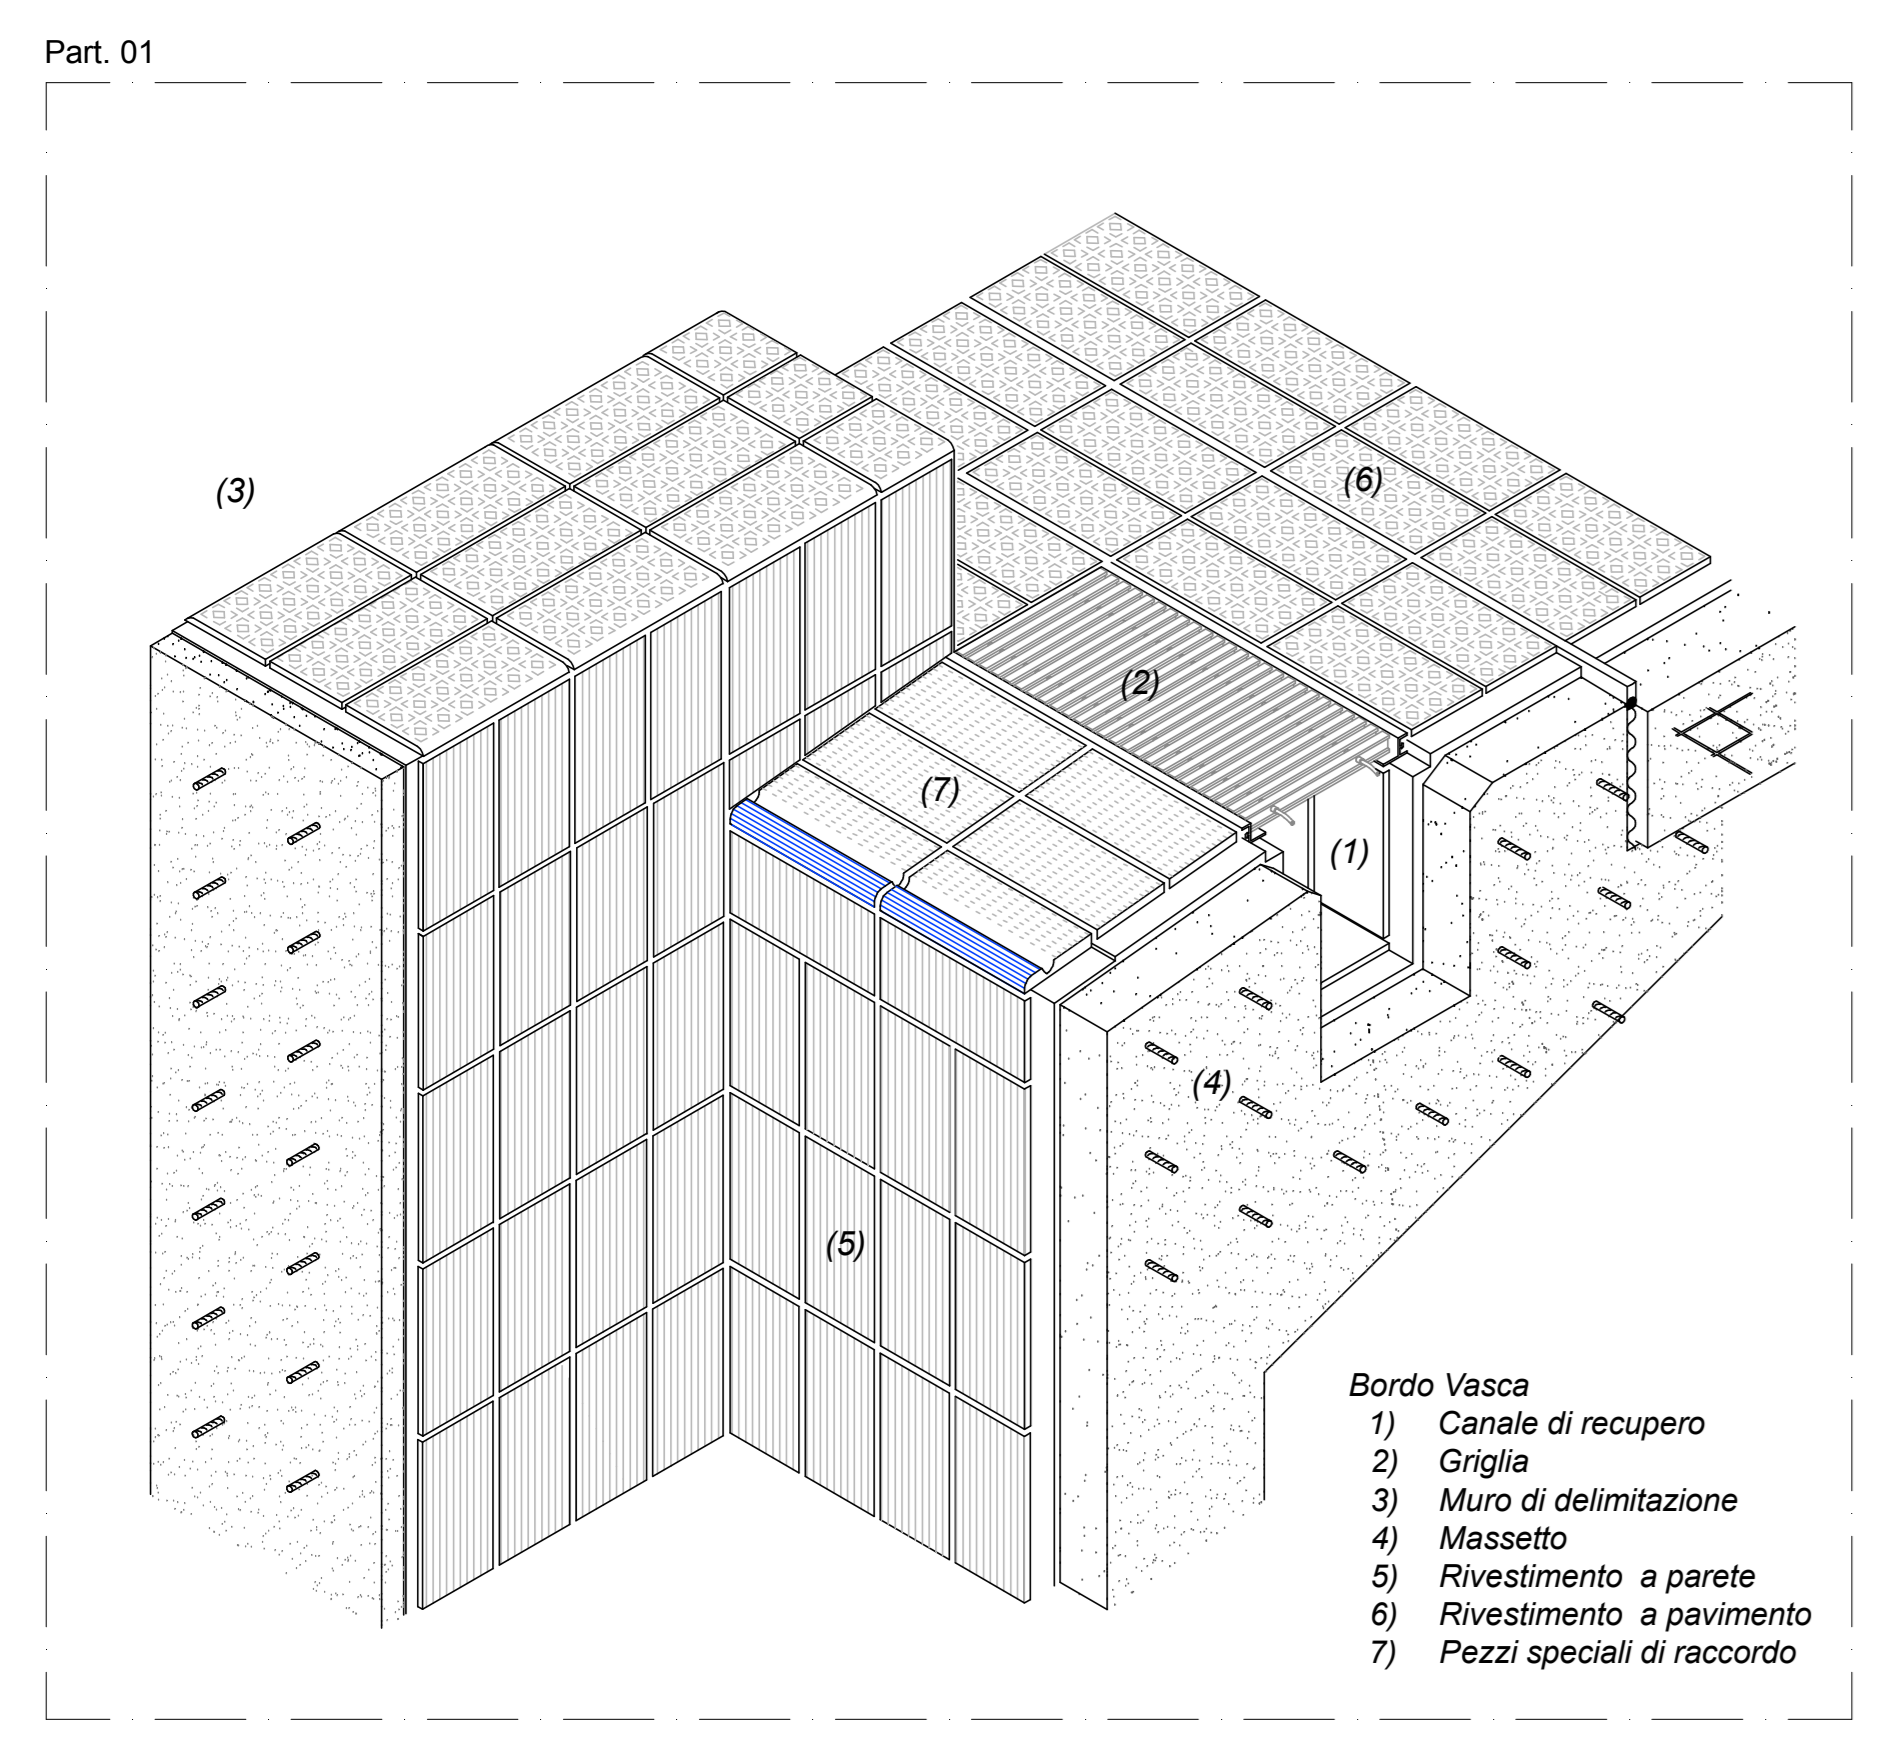 Part. 01
(3)
(6)
(2)
(7)
(1)
(4)
(5)
Bordo Vasca
1) Canale di recupero
2) Griglia
3) Muro di delimitazione
4) Massetto
5) Rivestimento a parete
6) Rivestimento a pavimento
7) Pezzi speciali di raccordo